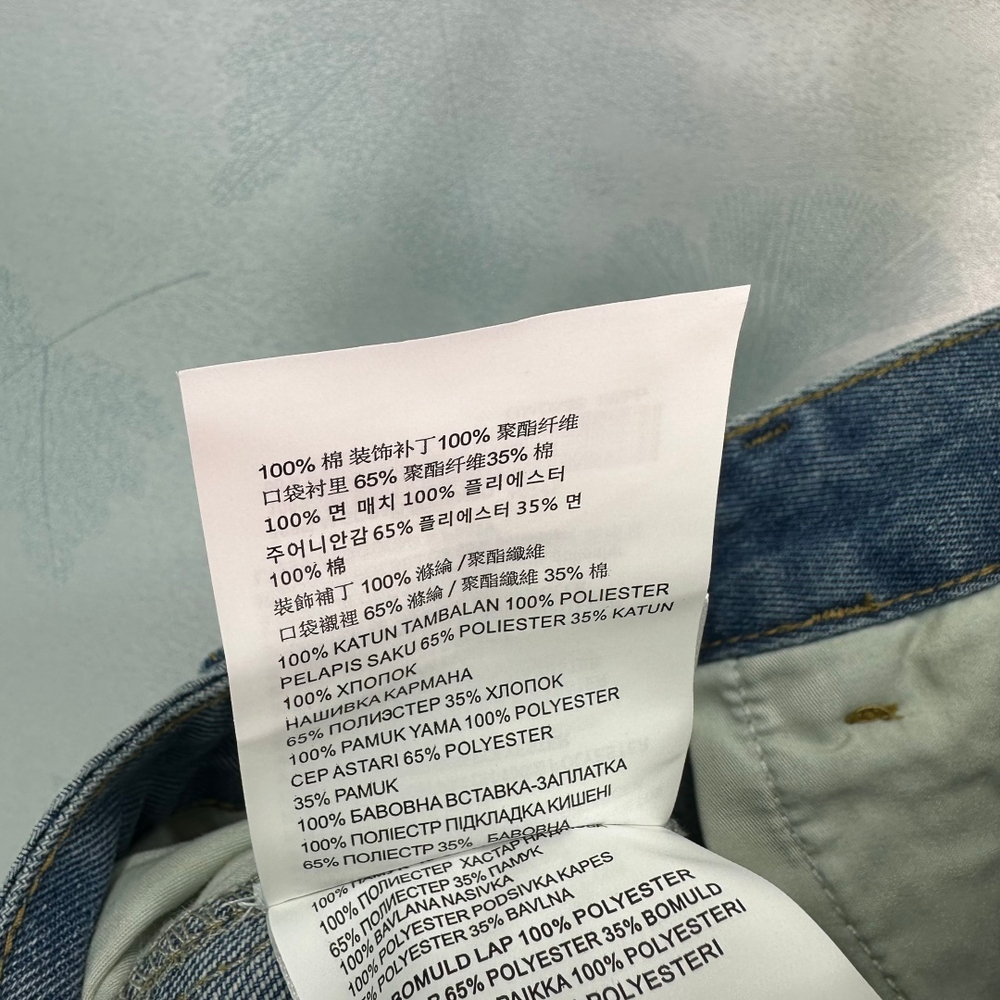 100% 棉 装饰补丁100% 聚酯纤维
口袋衬里 65% 聚酯纤维35% 棉
100% 면 매치 100% 플리에스터
주어니안감 65% 플리에스터 35% 면
100% 棉
裝飾補丁 100% 滌綸 /聚酯纖維
口袋襯裡 65% 滌綸 / 聚酯纖維 35% 棉
100% KATUN TAMBALAN 100% POLIESTER
PELAPIS SAKU 65% POLIESTER 35% KATUN
100% ХПОПОК
НАШИВКА КАРМАНА
65% ПОЛИЭСТЕР 35% ХЛОПОК
100% PAMUK YAMA 100% POLYESTER
CEP ASTARI 65% POLYESTER
35% PAMUK
100% БАВОВНА ВСТАВКА-ЗАПЛАТКА
100% ПОЛІЕСТР ПІДКЛАДКА КИШЕНІ
65% ПОЛІЕСТР 35% БАВОВНА
100% ПОЛИЕСТЕР ХАСТАР
65% ПОЛИЕСТЕР 35% ПАМУК
100% BAVLANA NASIVKA
100% POLYESTER PODSIVKA KAPES
POLYESTER 35% BAVLNA
BOMULD LAP 100% POLYESTER
65% POLYESTER 35% BOMULD
PAIKKA 100% POLYESTERI
POLYESTERI